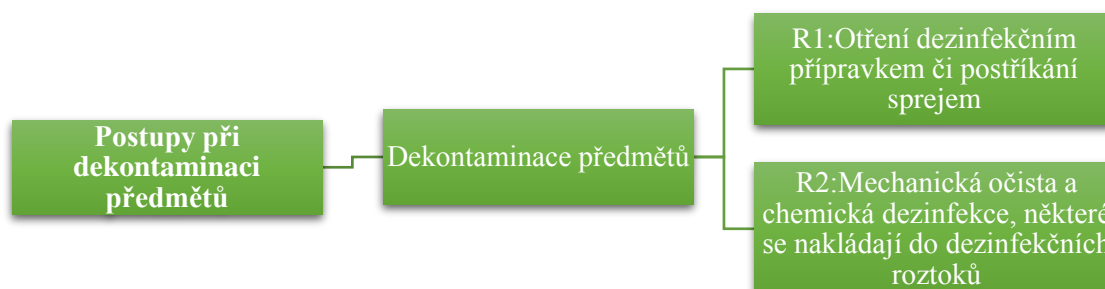 Postupy při
dekontaminaci
předmětů
Dekontaminace předmětů
R1:Otření dezinfekčním
přípravkem či postříkání
sprejem
R2:Mechanická očista a
chemická dezinfekce, některé
se nakládají do dezinfekčních
roztoků